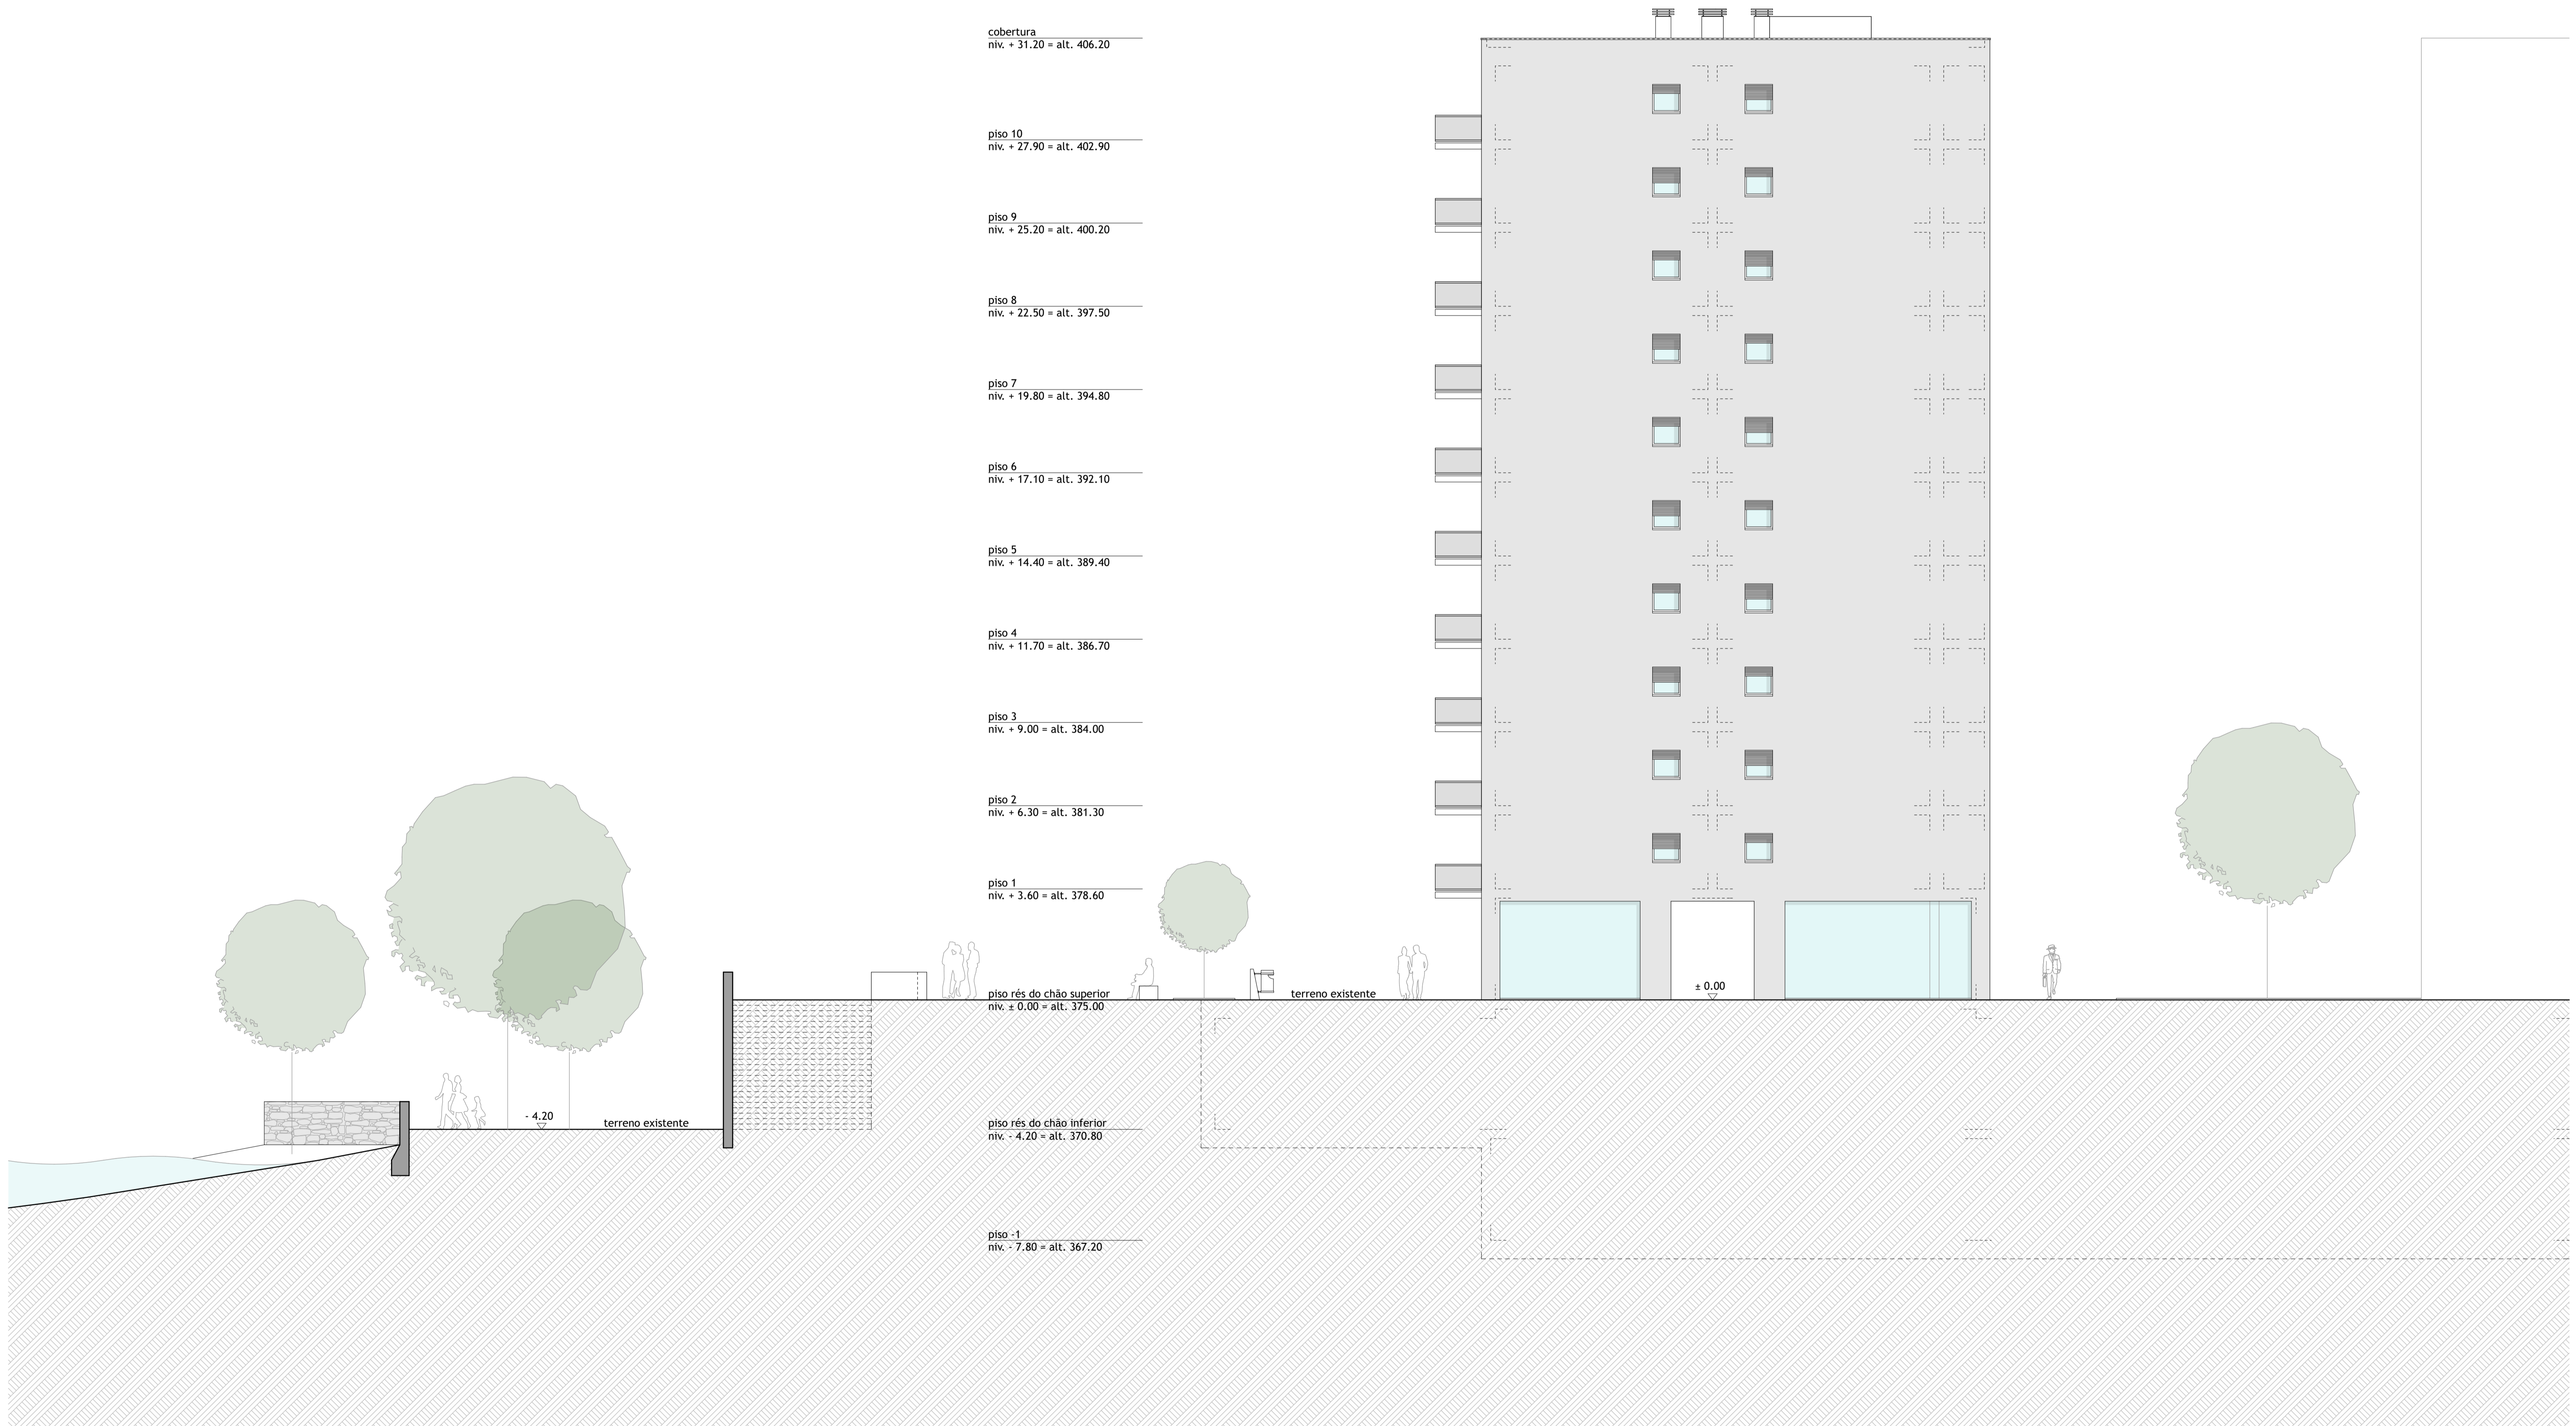 cobertura
niv. + 31.20 = alt. 406.20
piso 10
niv. + 27.90 = alt. 402.90
piso 9
niv. + 25.20 = alt. 400.20
piso 8
niv. + 22.50 = alt. 397.50
piso 7
niv. + 19.80 = alt. 394.80
piso 6
niv. + 17.10 = alt. 392.10
piso 5
niv. + 14.40 = alt. 389.40
piso 4
niv. + 11.70 = alt. 386.70
piso 3
niv. + 9.00 = alt. 384.00
piso 2
niv. + 6.30 = alt. 381.30
piso 1
niv. + 3.60 = alt. 378.60
± 0.00
piso rés do chão superior
terreno existente
niv. ± 0.00 = alt. 375.00
- 4.20
terreno existente
piso rés do chão inferior
niv. - 4.20 = alt. 370.80
piso -1
niv. - 7.80 = alt. 367.20